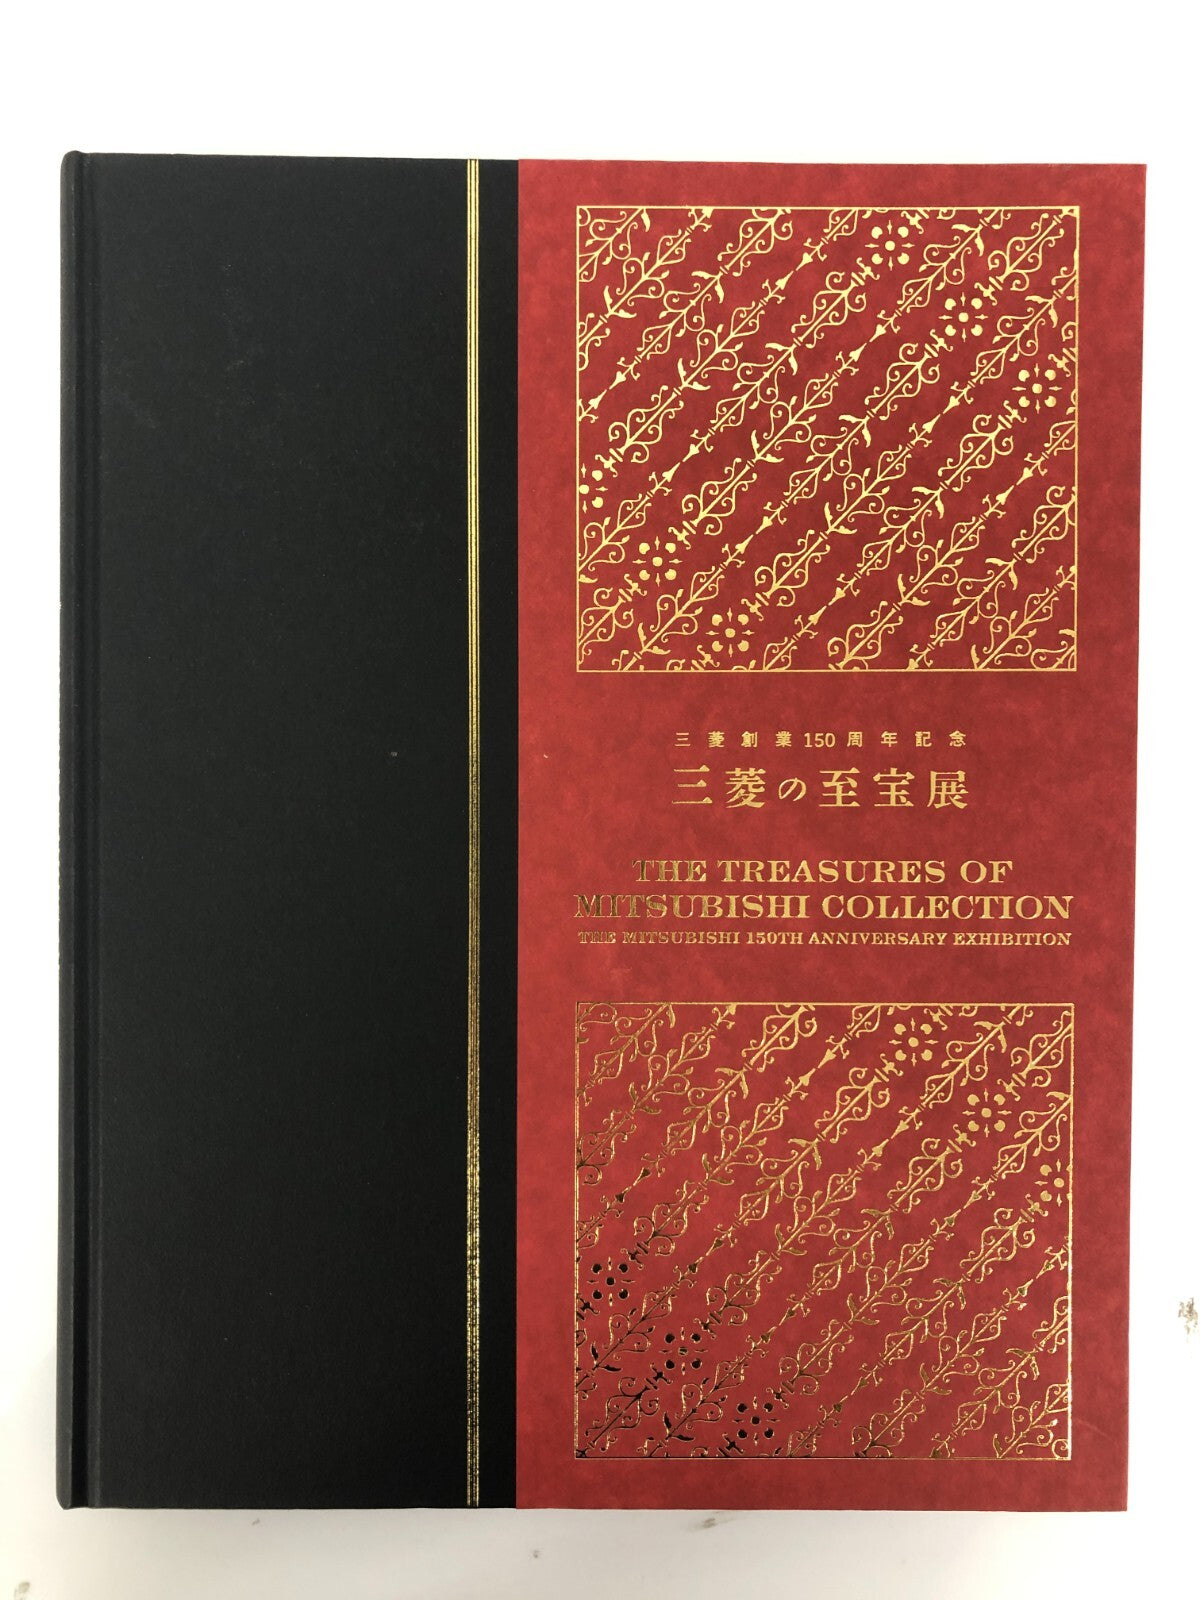 三菱創業150周年記念
三菱の至宝展
THE TREASURES OF
MITSUBISHI COLLECTION
THE MITSUBISHI 150TH ANNIVERSARY EXHIBITION